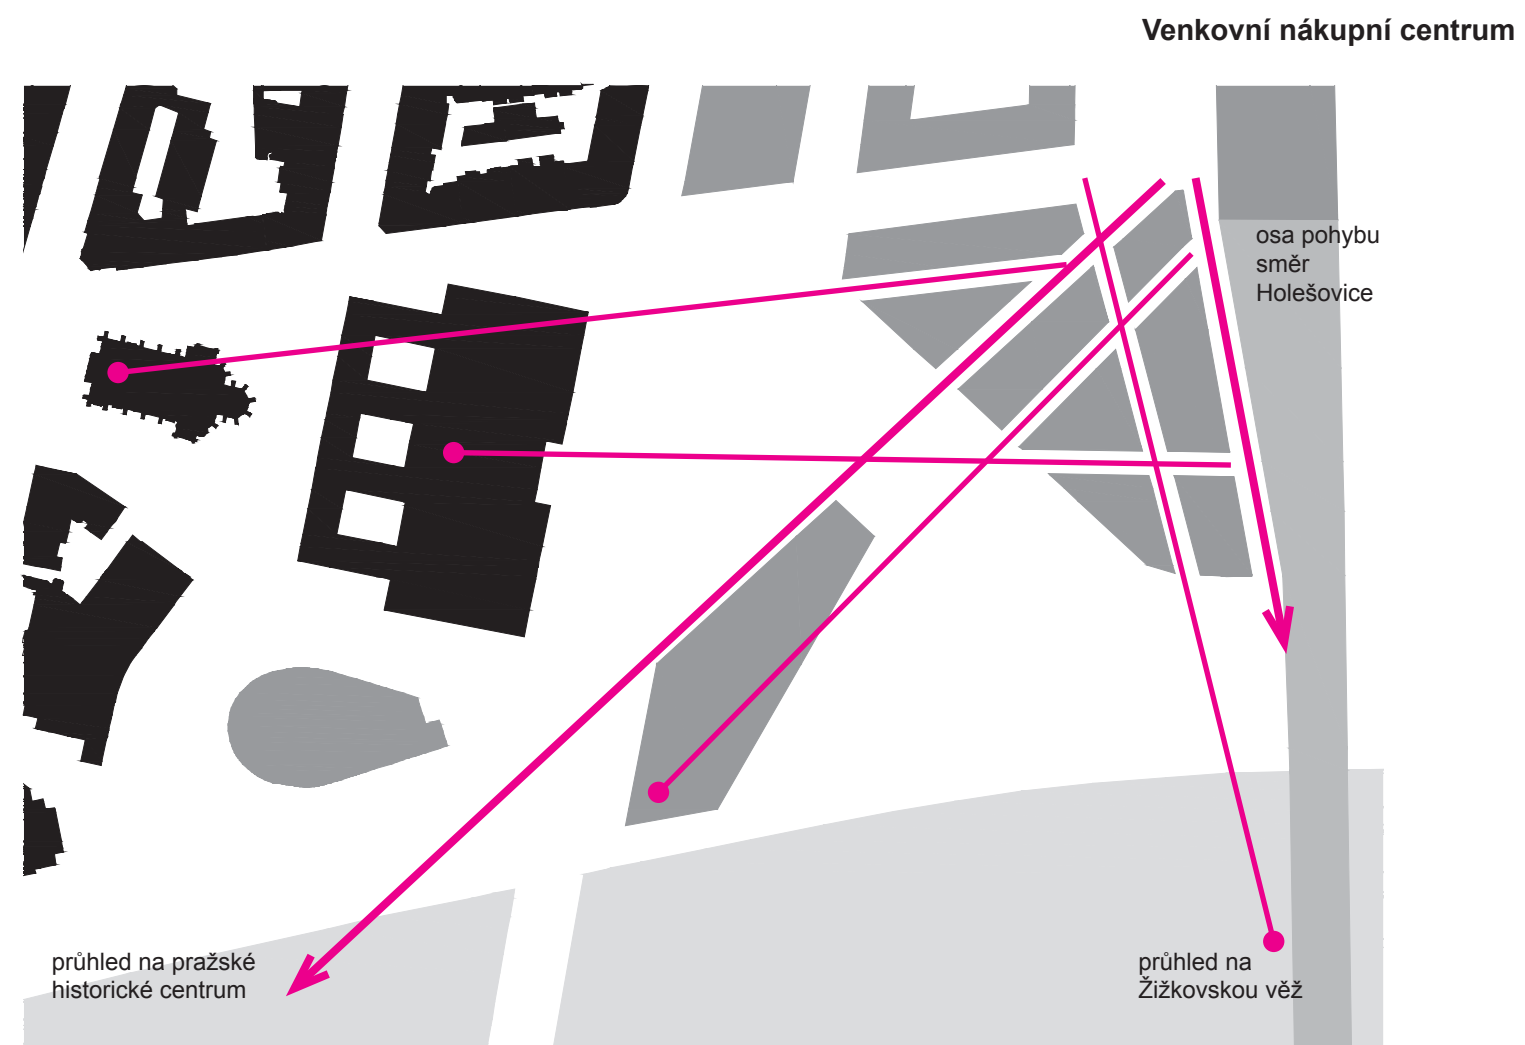 Venkovní nákupní centrum
osa pohybu
směr
Holešovice
průhled na pražské
historické centrum
průhled na
Žižkovskou věž